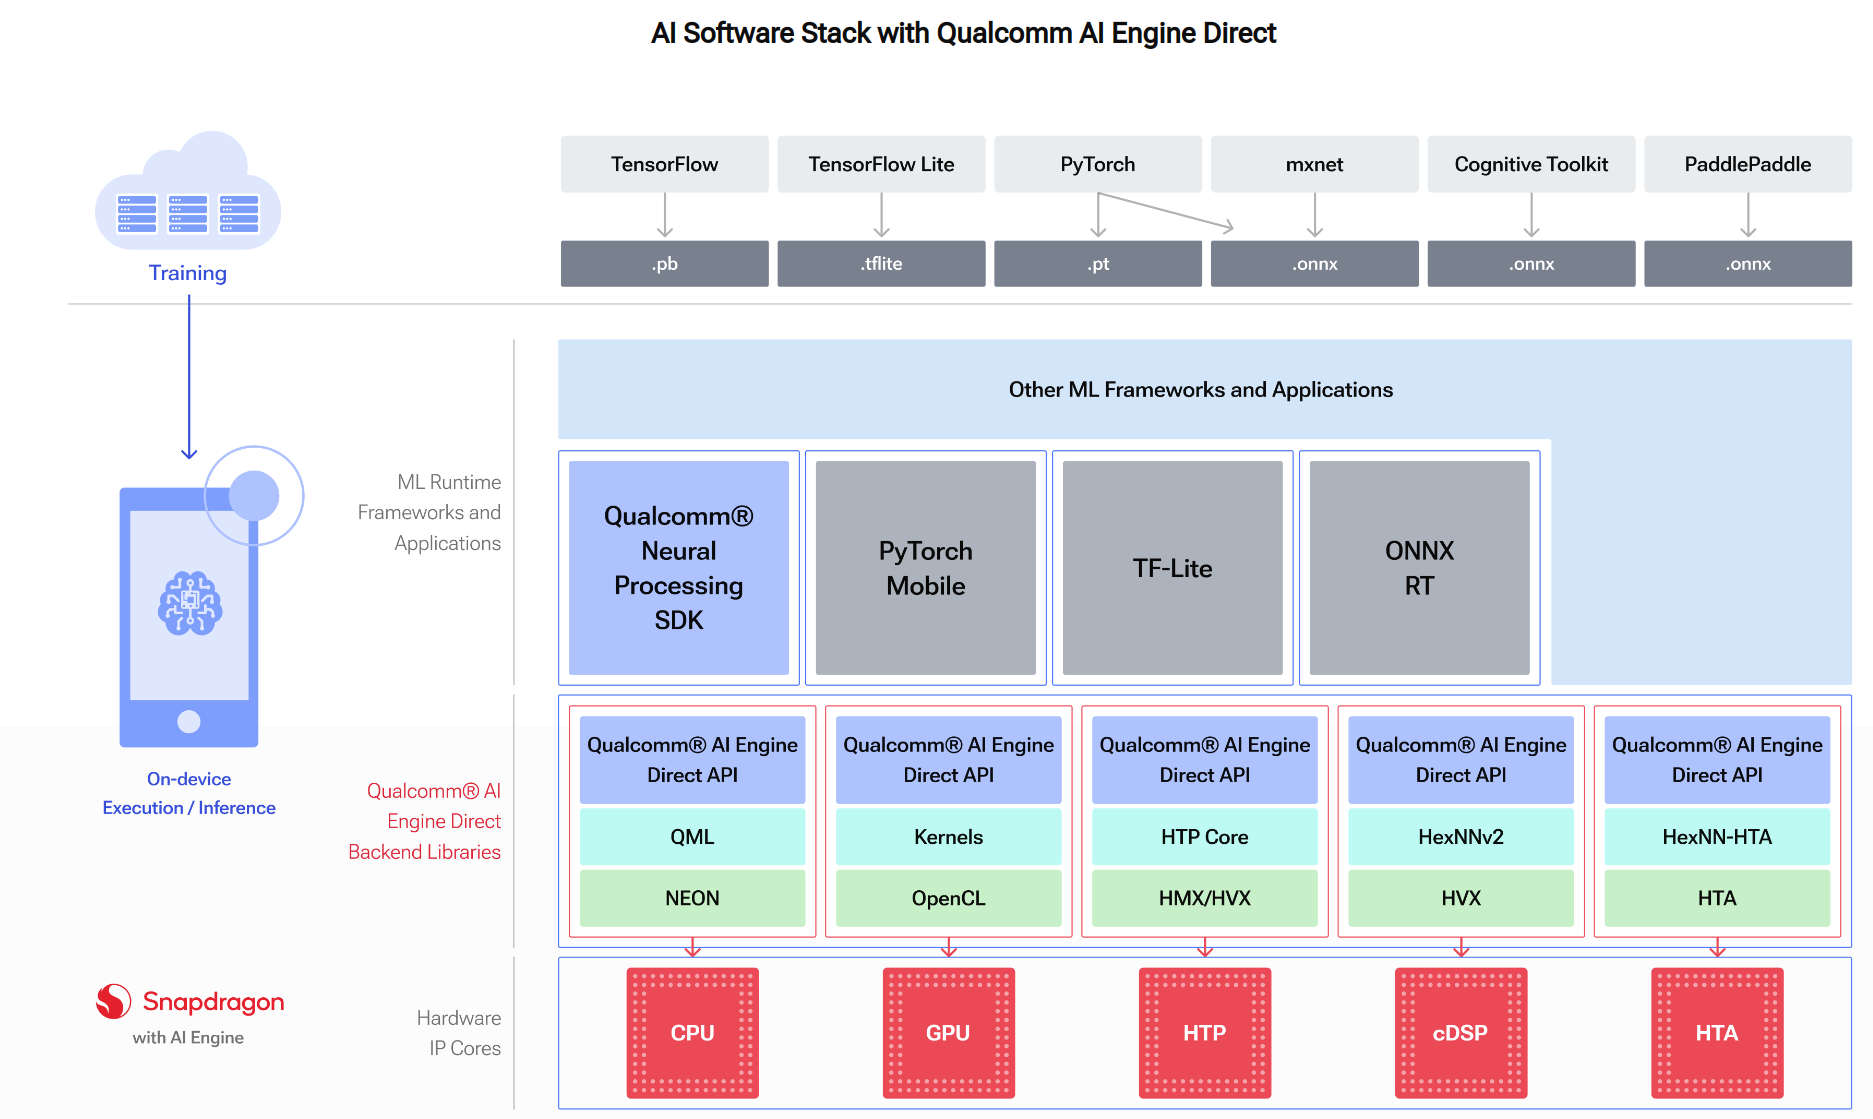 AI Software Stack with Qualcomm AI Engine Direct
TensorFlow
TensorFlow Lite
PyTorch
mxnet
Cognitive Toolkit
PaddlePaddle
.pb
.tflite
.pt
.onnx
.onnx
.onnx
Training
Other ML Frameworks and Applications
ML Runtime
Frameworks and
Applications
Qualcomm®
Neural
Processing
SDK
PyTorch
Mobile
TF-Lite
ONNX
RT
On-device
Execution / Inference
Qualcomm® AI
Engine Direct
Backend Libraries
Qualcomm® AI Engine
Direct API
QML
NEON
Qualcomm® AI Engine
Direct API
Kernels
OpenCL
Qualcomm® AI Engine
Direct API
HTP Core
HMX/HVX
Qualcomm® AI Engine
Direct API
HexNNv2
HVX
Qualcomm® AI Engine
Direct API
HexNN-HTA
HTA
Snapdragon
with AI Engine
Hardware
IP Cores
CPU
GPU
HTP
cDSP
HTA